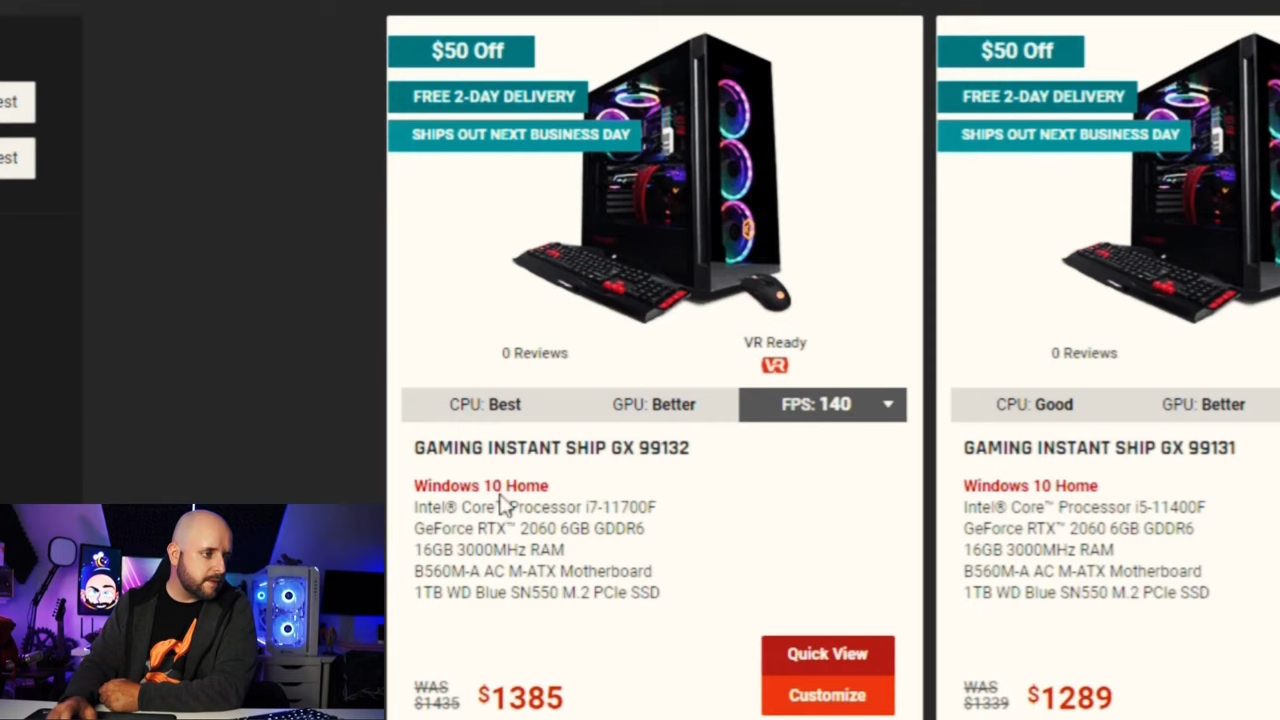 est
est
$50 Off
FREE 2-DAY DELIVERY
SHIPS OUT NEXT BUSINESS DAY
0 Reviews
VR Ready
VR
CPU: Best
GPU: Better
FPS: 140
GAMING INSTANT SHIP GX 99132
Windows 10 Home
Intel® Core™ Processor i7-11700F
GeForce RTX™ 2060 6GB GDDR6
16GB 3000MHz RAM
B560M-A AC M-ATX Motherboard
1TB WD Blue SN550 M.2 PCIe SSD
Quick View
WAS
$1435
$1385
Customize
$50 Off
FREE 2-DAY DELIVERY
SHIPS OUT NEXT BUSINESS DAY
0 Reviews
CPU: Good
GPU: Better
GAMING INSTANT SHIP GX 99131
Windows 10 Home
Intel® Core™ Processor i5-11400F
GeForce RTX™ 2060 6GB GDDR6
16GB 3000MHz RAM
B560M-A AC M-ATX Motherboard
1TB WD Blue SN550 M.2 PCIe SSD
WAS
$1339
$1289